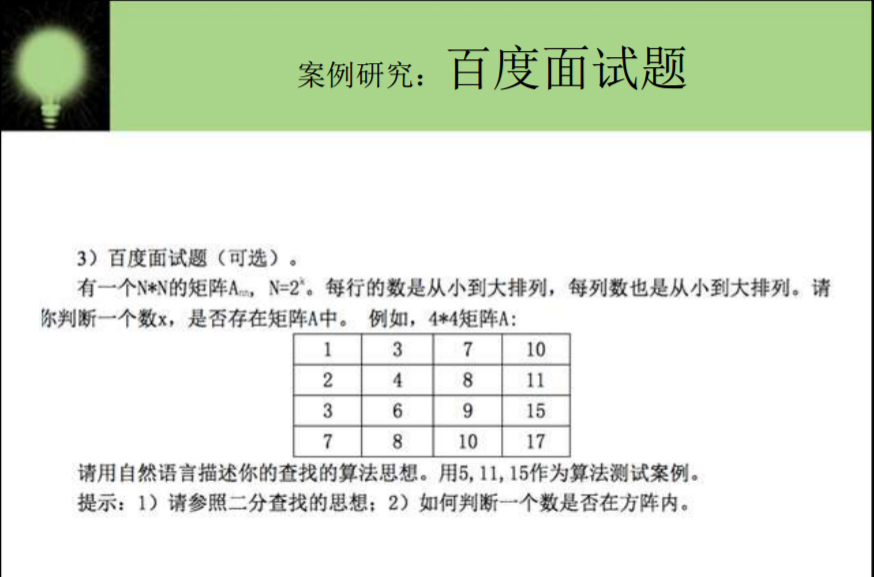 案例研究：百度面试题
3）百度面试题（可选）。
有一个N*N的矩阵Aₙₙ，N=2ᵏ。每行的数是从小到大排列，每列数也是从小到大排列。请
你判断一个数x，是否存在矩阵A中。 例如，4*4矩阵A：
1 3 7 10
2 4 8 11
3 6 9 15
7 8 10 17
请用自然语言描述你的查找的算法思想。用5,11,15作为算法测试案例。
提示：1）请参照二分查找的思想；2）如何判断一个数是否在方阵内。